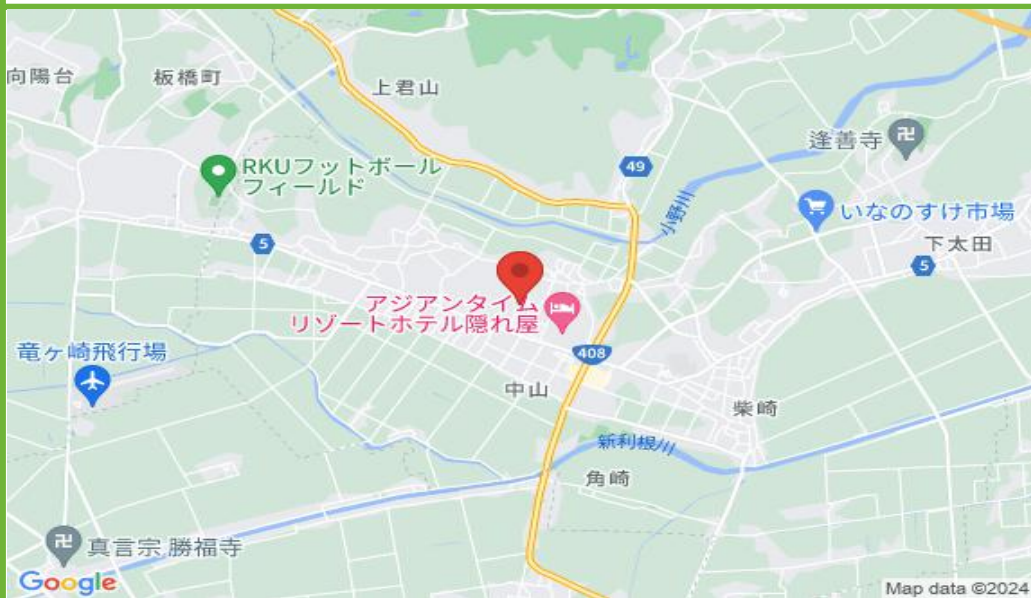 向陽台
板橋町
上君山
逢善寺
RKUフットボール
フィールド
49
小野川
いなのすけ市場
下太田
5
5
アジアンタイム
リゾートホテル隠れ屋
竜ヶ崎飛行場
408
中山
柴崎
新利根川
角崎
真言宗 勝福寺
Google
Map data ©2024